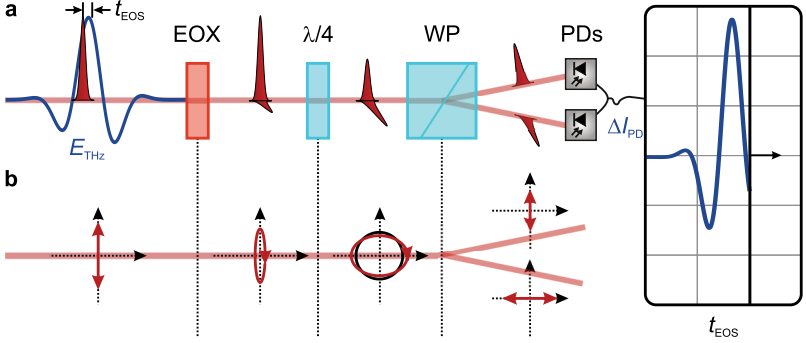 a
t_EOS
EOX
λ/4
WP
PDs
E_THz
ΔI_PD
b
t_EOS